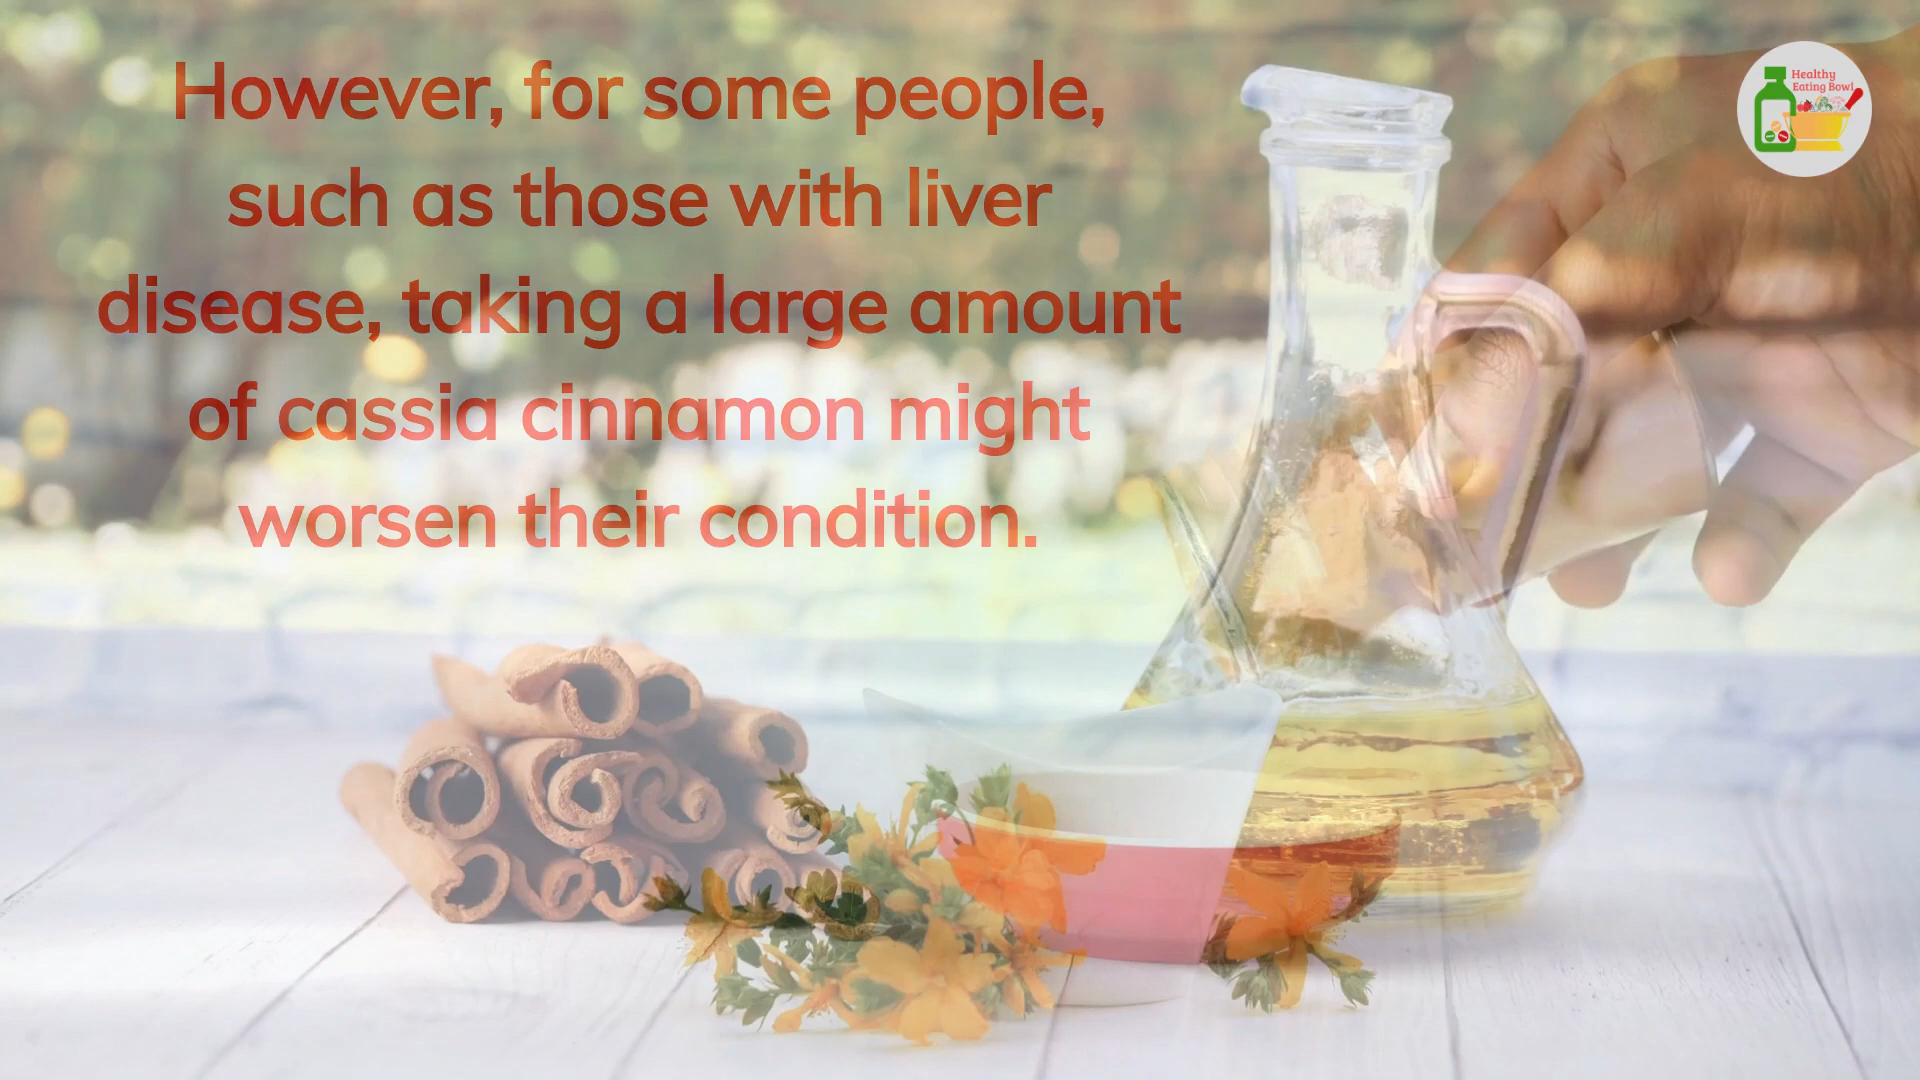 However, for some people,
such as those with liver
disease, taking a large amount
of cassia cinnamon might
worsen their condition.
Healthy
Eating Bowl